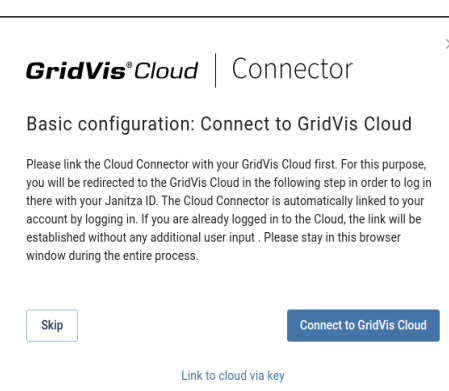 GridVis®Cloud | Connector
Basic configuration: Connect to GridVis Cloud
Please link the Cloud Connector with your GridVis Cloud first. For this purpose,
you will be redirected to the GridVis Cloud in the following step in order to log in
there with your Janitza ID. The Cloud Connector is automatically linked to your
account by logging in. If you are already logged in to the Cloud, the link will be
established without any additional user input . Please stay in this browser
window during the entire process.
Skip
Connect to GridVis Cloud
Link to cloud via key